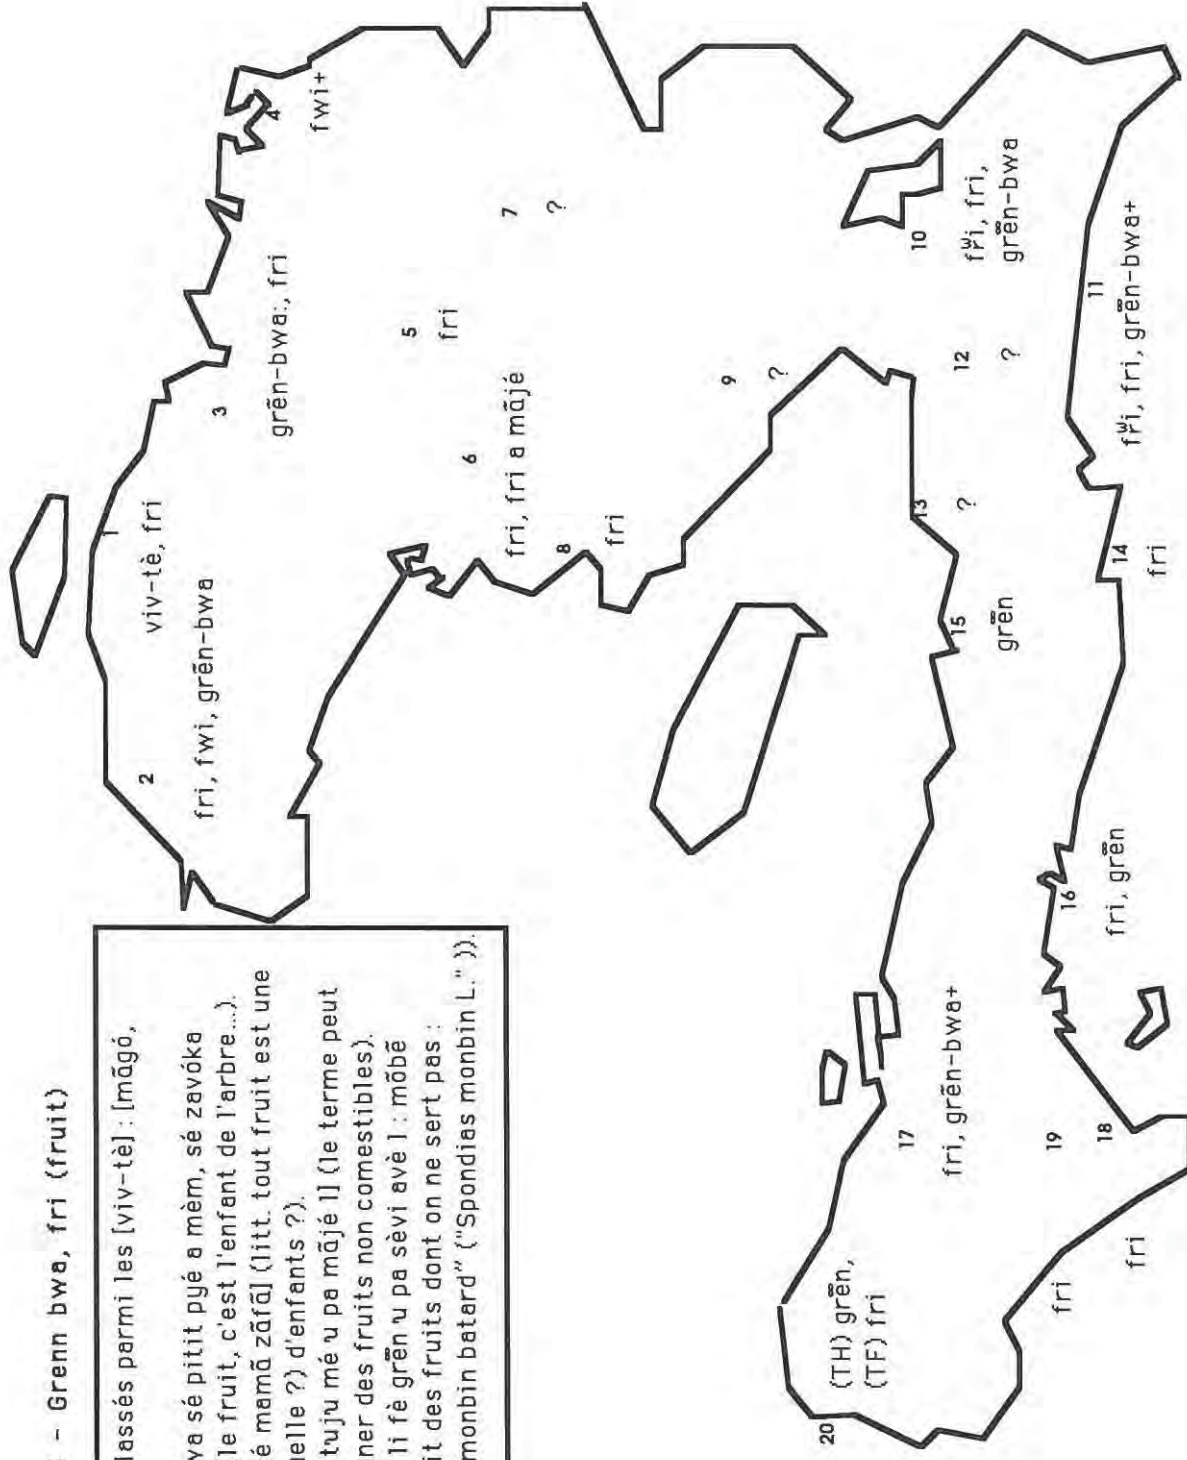 – Grenn bwa, fri (fruit)
lassés parmi les [viv-tè] : [mãgó,
ya sé pitit pyé a mèm, sé zavóka
le fruit, c'est l'enfant de l'arbre...).
é mamã zãfã] (litt. tout fruit est une
elle ?) d'enfants ?).
tuju mé u pa mãjé l] (le terme peut
ner des fruits non comestibles).
li fè grẽn u pa sèvi avè l : mõbẽ
it des fruits dont on ne sert pas :
monbin batard" ("Spondias monbin L." )).
1
viv-tè, fri
2
fri, fwi, grẽn-bwa
3
grẽn-bwa:, fri
4
fwi+
5
fri
6
fri, fri a mãjé
7
?
8
fri
9
?
10
fri, fri,
grẽn-bwa
11
fri, fri, grẽn-bwa+
12
?
13
?
14
fri
15
grẽn
16
fri, grẽn
17
fri, grẽn-bwa+
18
fri
19
fri
20
(TH) grẽn,
(TF) fri